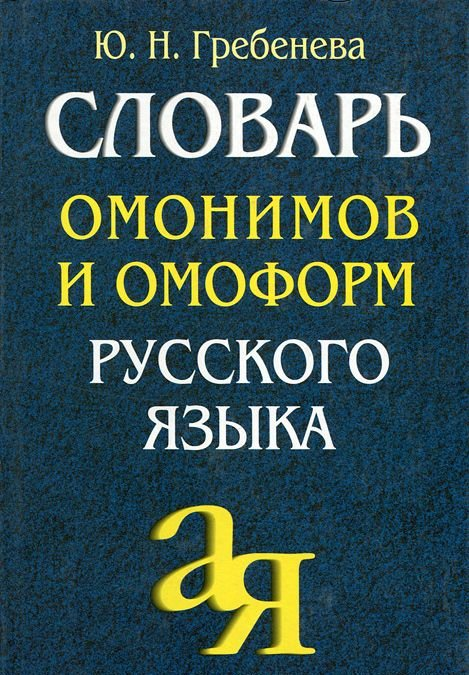 Ю. Н. Гребенева
СЛОВАРЬ
ОМОНИМОВ
И ОМОФОРМ
РУССКОГО
ЯЗЫКА
а
Я